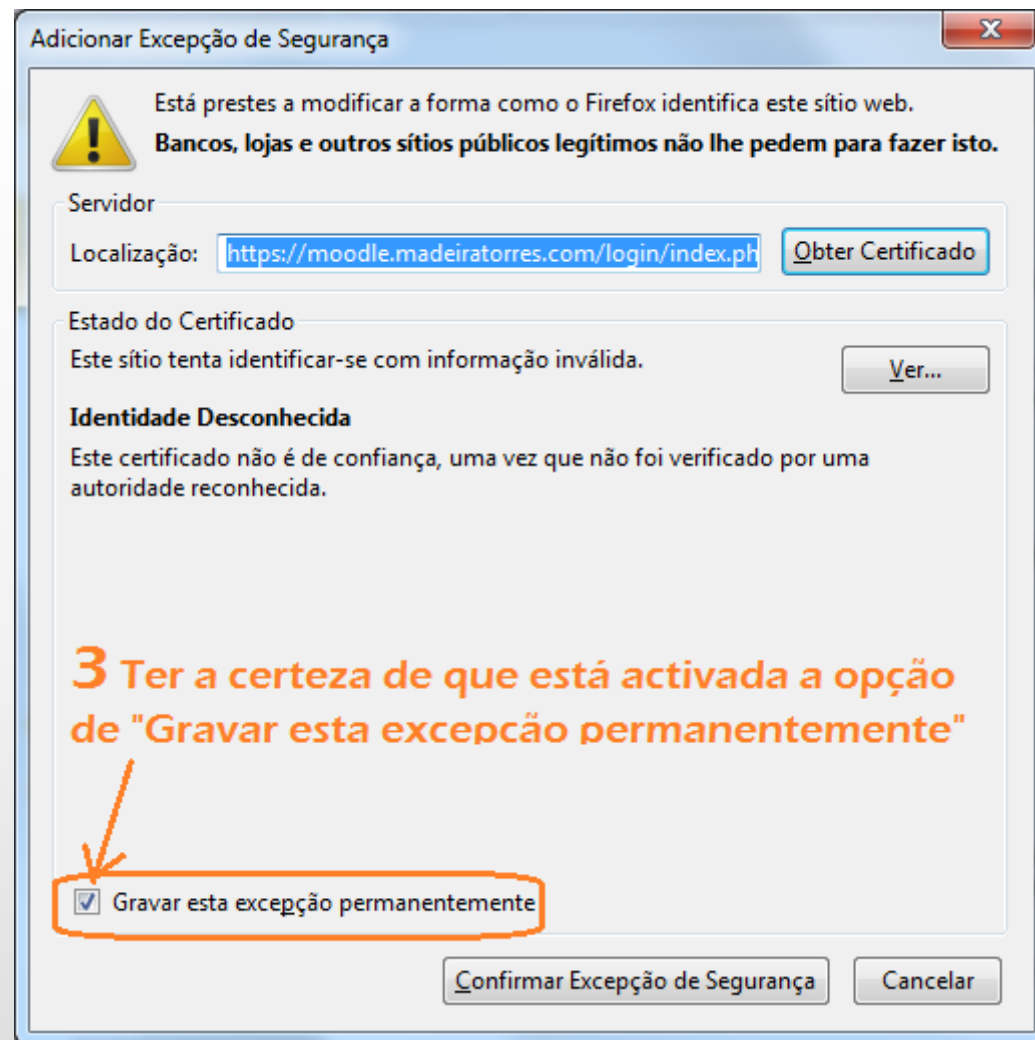 Adicionar Excepção de Segurança
Está prestes a modificar a forma como o Firefox identifica este sítio web.
Bancos, lojas e outros sítios públicos legítimos não lhe pedem para fazer isto.
Servidor
Localização: https://moodle.madeiratorres.com/login/index.ph Obter Certificado
Estado do Certificado
Este sítio tenta identificar-se com informação inválida.
Ver...
Identidade Desconhecida
Este certificado não é de confiança, uma vez que não foi verificado por uma
autoridade reconhecida.
3 Ter a certeza de que está activada a opção
de "Gravar esta excepção permanentemente"
Gravar esta excepção permanentemente
Confirmar Excepção de Segurança Cancelar